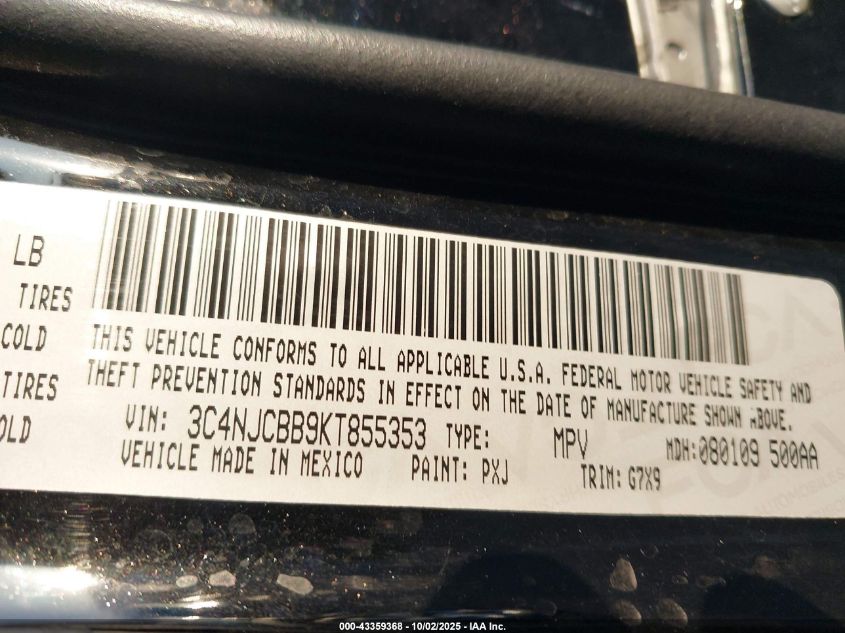 LB
TIRES
COLD
THIS VEHICLE CONFORMS TO ALL APPLICABLE U.S.A. FEDERAL MOTOR VEHICLE SAFETY AND
TIRES
THEFT PREVENTION STANDARDS IN EFFECT ON THE DATE OF MANUFACTURE SHOWN ABOVE.
OLD
VIN: 3C4NJCBB9KT855353 TYPE: MPV MDH:080109 500AA
VEHICLE MADE IN MEXICO PAINT: PXJ TRIM: G7X9
FCA
AUTOMOBILES
000-43359368 - 10/02/2025 - IAA Inc.